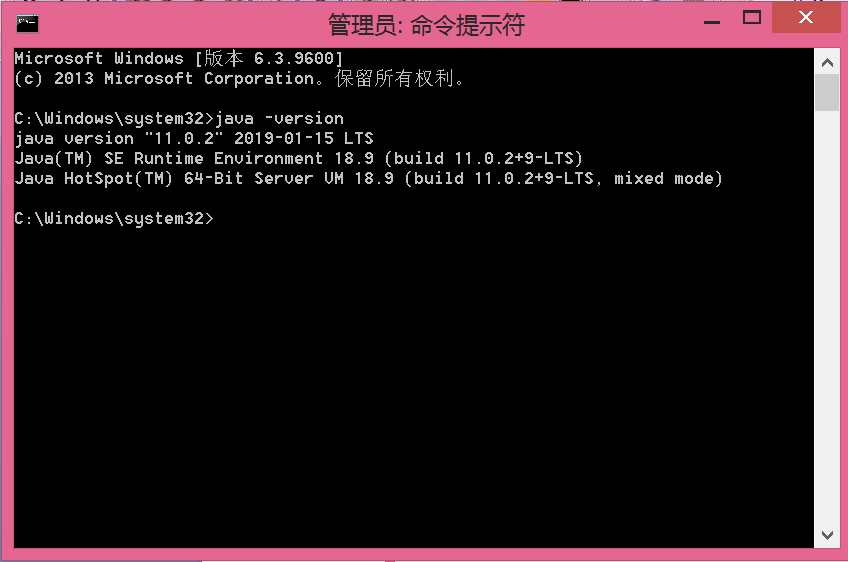 管理员: 命令提示符
Microsoft Windows [版本 6.3.9600]
(c) 2013 Microsoft Corporation。保留所有权利。
C:\Windows\system32>java -version
java version "11.0.2" 2019-01-15 LTS
Java(TM) SE Runtime Environment 18.9 (build 11.0.2+9-LTS)
Java HotSpot(TM) 64-Bit Server VM 18.9 (build 11.0.2+9-LTS, mixed mode)
C:\Windows\system32>